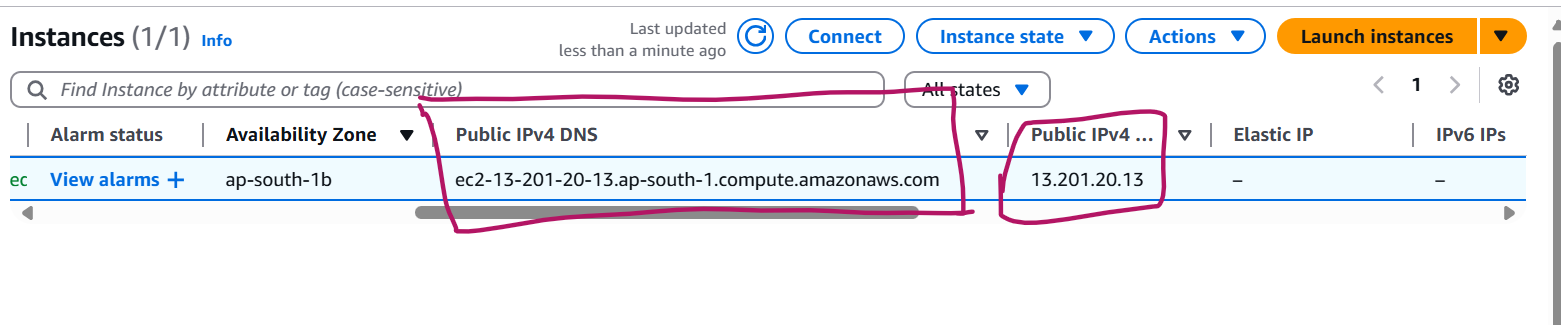 Instances (1/1) Info
Last updated
less than a minute ago
Connect
Instance state
Actions
Launch instances
Find Instance by attribute or tag (case-sensitive)
All states
1
Alarm status
Availability Zone
Public IPv4 DNS
Public IPv4 ...
Elastic IP
IPv6 IPs
ec
View alarms +
ap-south-1b
ec2-13-201-20-13.ap-south-1.compute.amazonaws.com
13.201.20.13
–
–